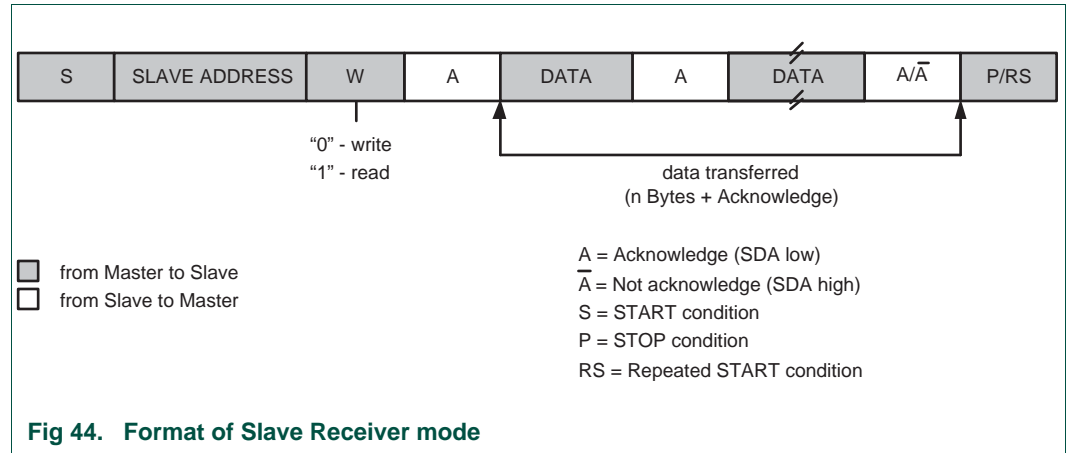 S SLAVE ADDRESS W A DATA A DATA A/A̅ P/RS
“0” - write
“1” - read
data transferred
(n Bytes + Acknowledge)
from Master to Slave
from Slave to Master
A = Acknowledge (SDA low)
A̅ = Not acknowledge (SDA high)
S = START condition
P = STOP condition
RS = Repeated START condition
Fig 44. Format of Slave Receiver mode